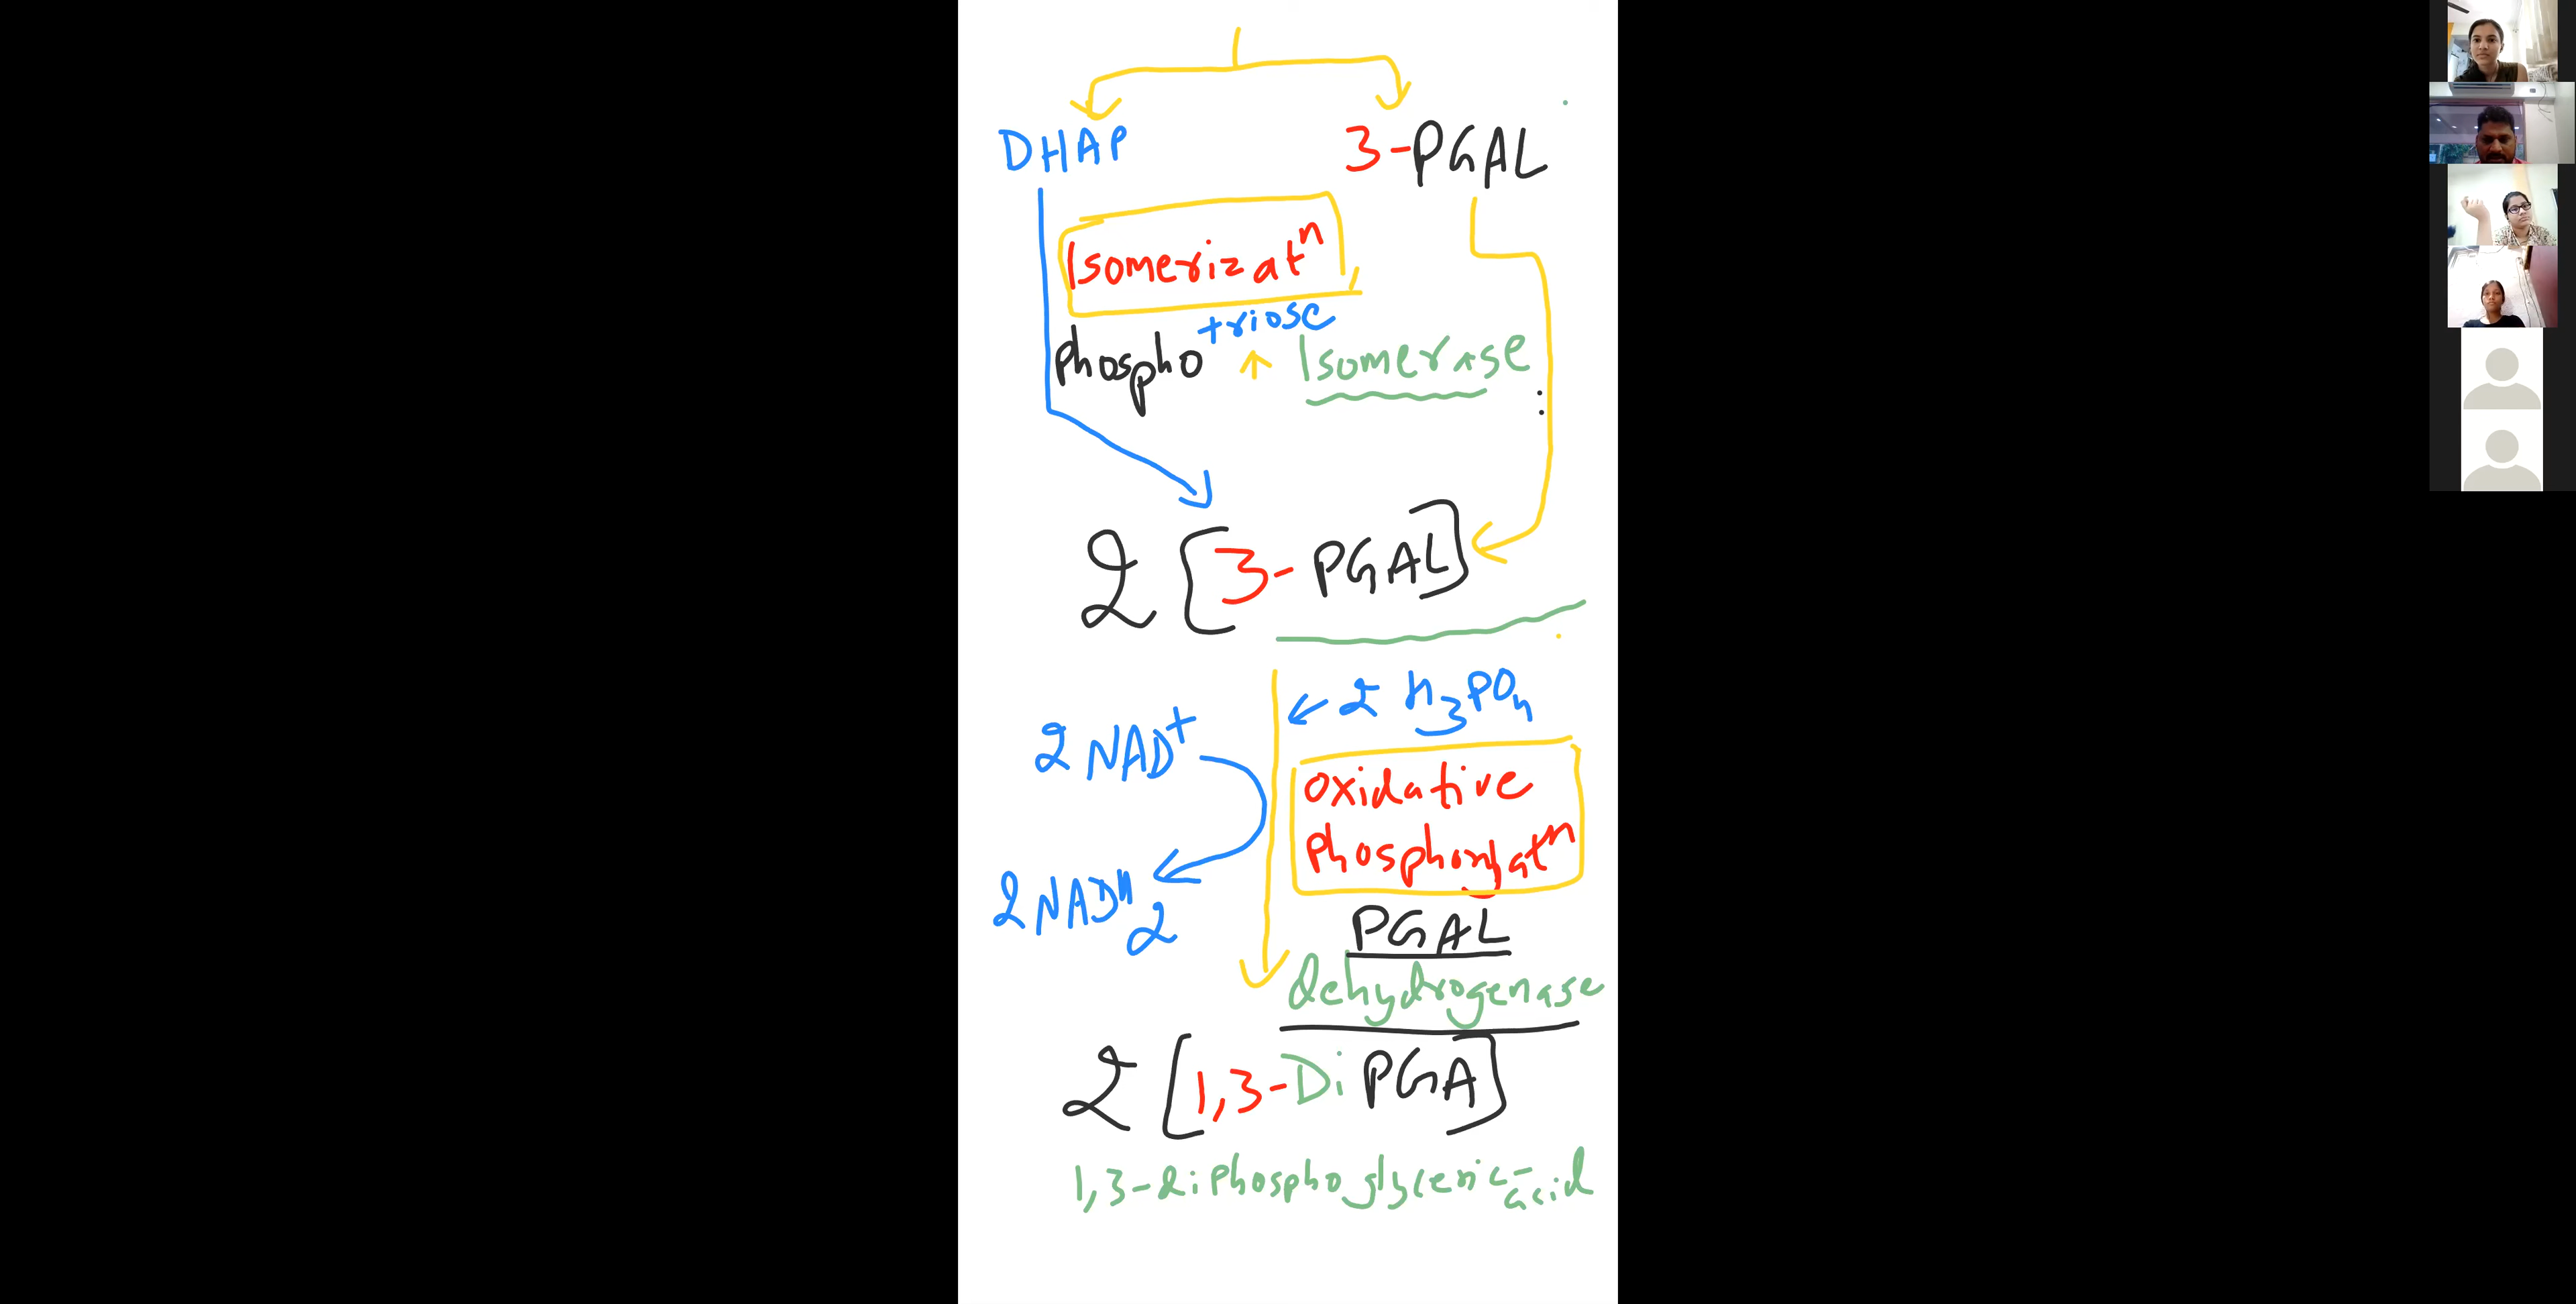 DHAP 3-PGAL
Isomerizatⁿ
phospho triose Isomerase
2 [3-PGAL]
2 H₃PO₄
2 NAD⁺
oxidative
phosphorylatⁿ
2 NADH₂
PGAL
dehydrogenase
2 [1,3-Di PGA]
1,3-diphosphoglyceric acid